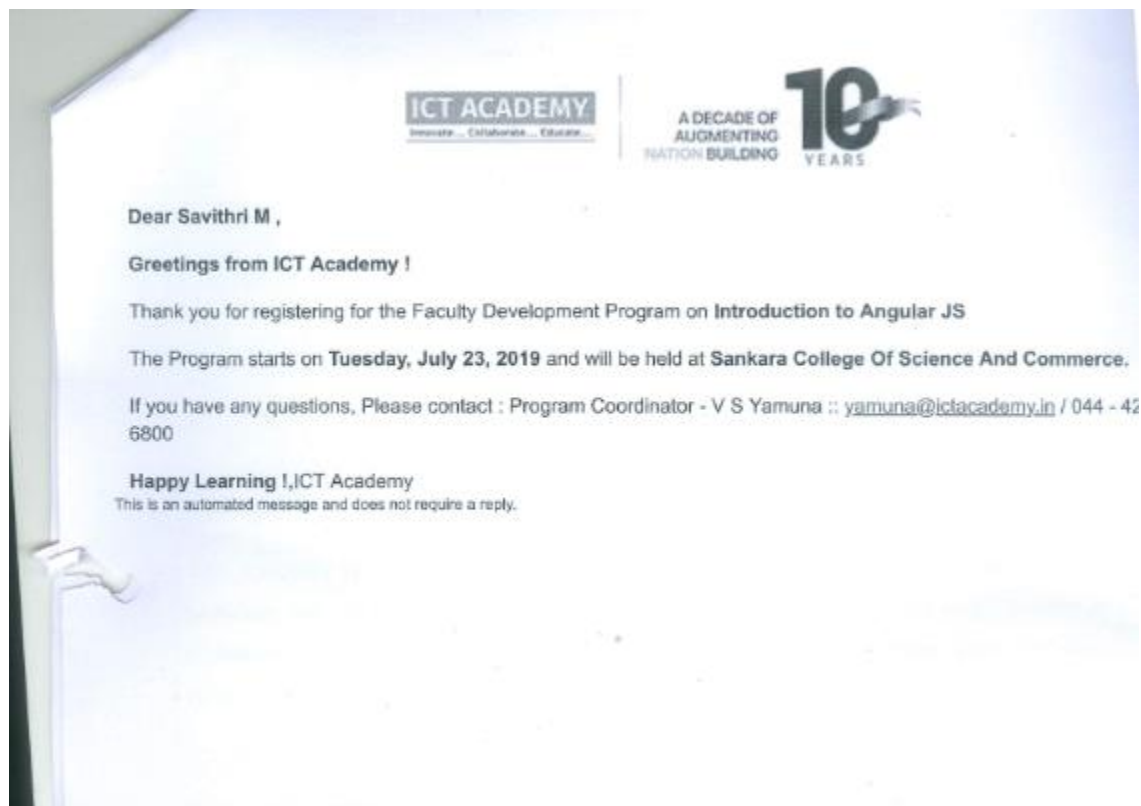 ICT ACADEMY
Innovate... Collaborate... Educate...
A DECADE OF
AUGMENTING
NATION BUILDING
10
YEARS
Dear Savithri M ,
Greetings from ICT Academy !
Thank you for registering for the Faculty Development Program on Introduction to Angular JS
The Program starts on Tuesday, July 23, 2019 and will be held at Sankara College Of Science And Commerce.
If you have any questions, Please contact : Program Coordinator - V S Yamuna :: yamuna@ictacademy.in / 044 - 42
6800
Happy Learning !,ICT Academy
This is an automated message and does not require a reply.